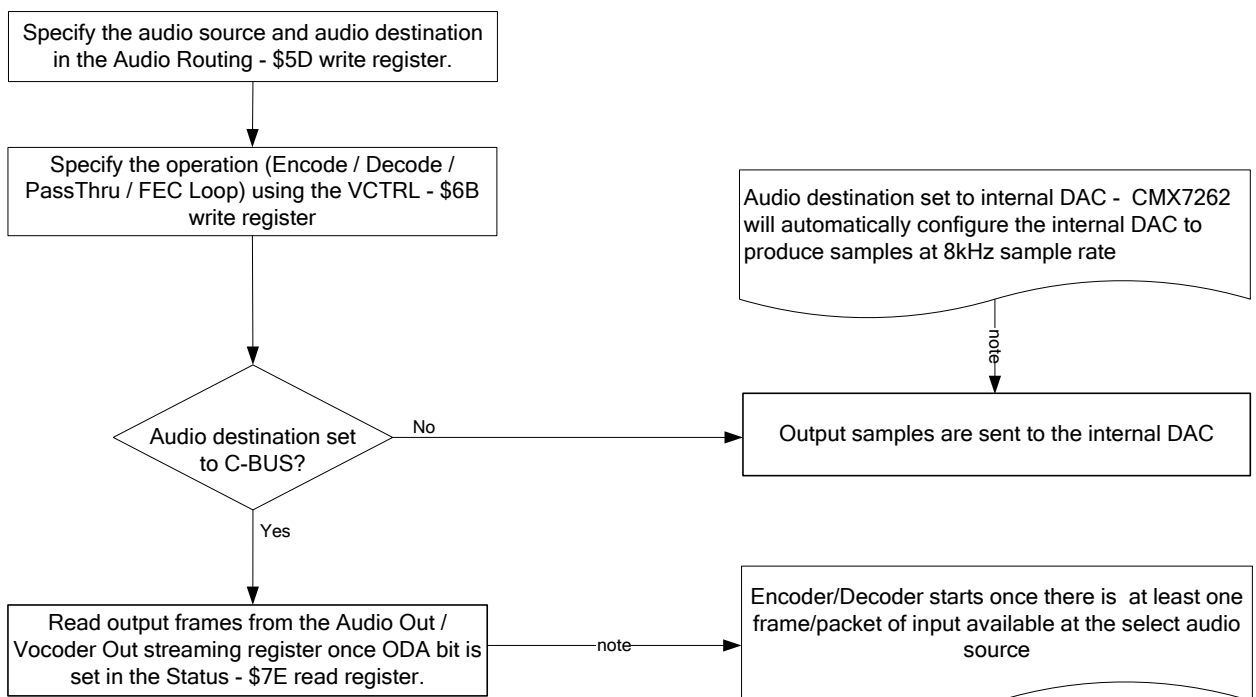 Specify the audio source and audio destination
in the Audio Routing - $5D write register.
Specify the operation (Encode / Decode /
PassThru / FEC Loop) using the VCTRL - $6B
write register
Audio destination set to internal DAC - CMX7262
will automatically configure the internal DAC to
produce samples at 8kHz sample rate
note
Audio destination set
to C-BUS?
No
Output samples are sent to the internal DAC
Yes
Read output frames from the Audio Out /
Vocoder Out streaming register once ODA bit is
set in the Status - $7E read register.
note
Encoder/Decoder starts once there is at least one
frame/packet of input available at the select audio
source